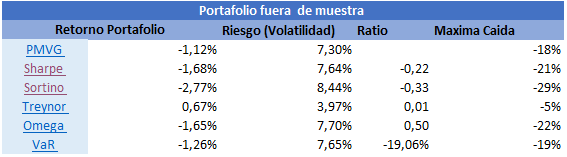 Portafolio fuera de muestra
Retorno Portafolio Riesgo (Volatilidad) Ratio Maxima Caida
PMVG -1,12% 7,30% -18%
Sharpe -1,68% 7,64% -0,22 -21%
Sortino -2,77% 8,44% -0,33 -29%
Treynor 0,67% 3,97% 0,01 -5%
Omega -1,65% 7,70% 0,50 -22%
VaR -1,26% 7,65% -19,06% -19%